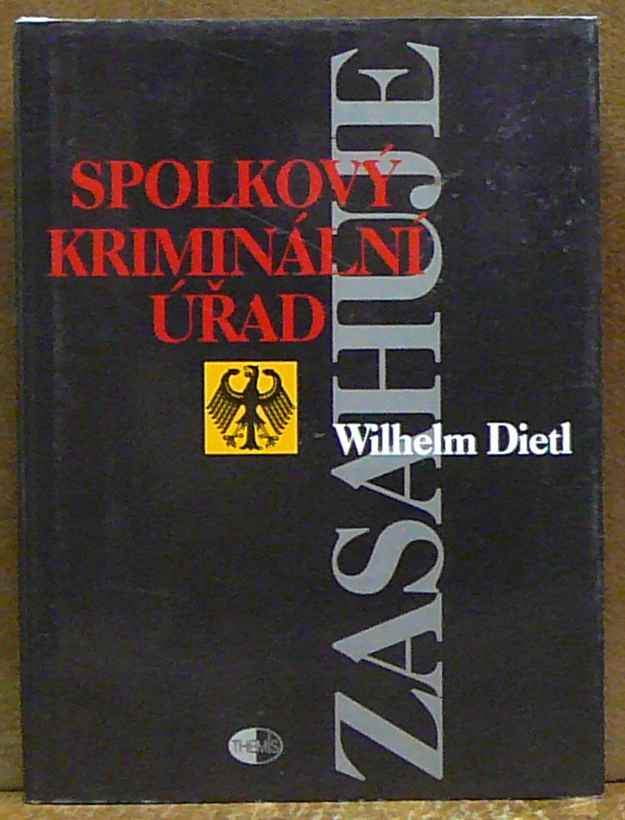 SPOLKOVÝ
KRIMINÁLNÍ
ÚŘAD
ZASAHUJE
Wilhelm Dietl
THEMIS